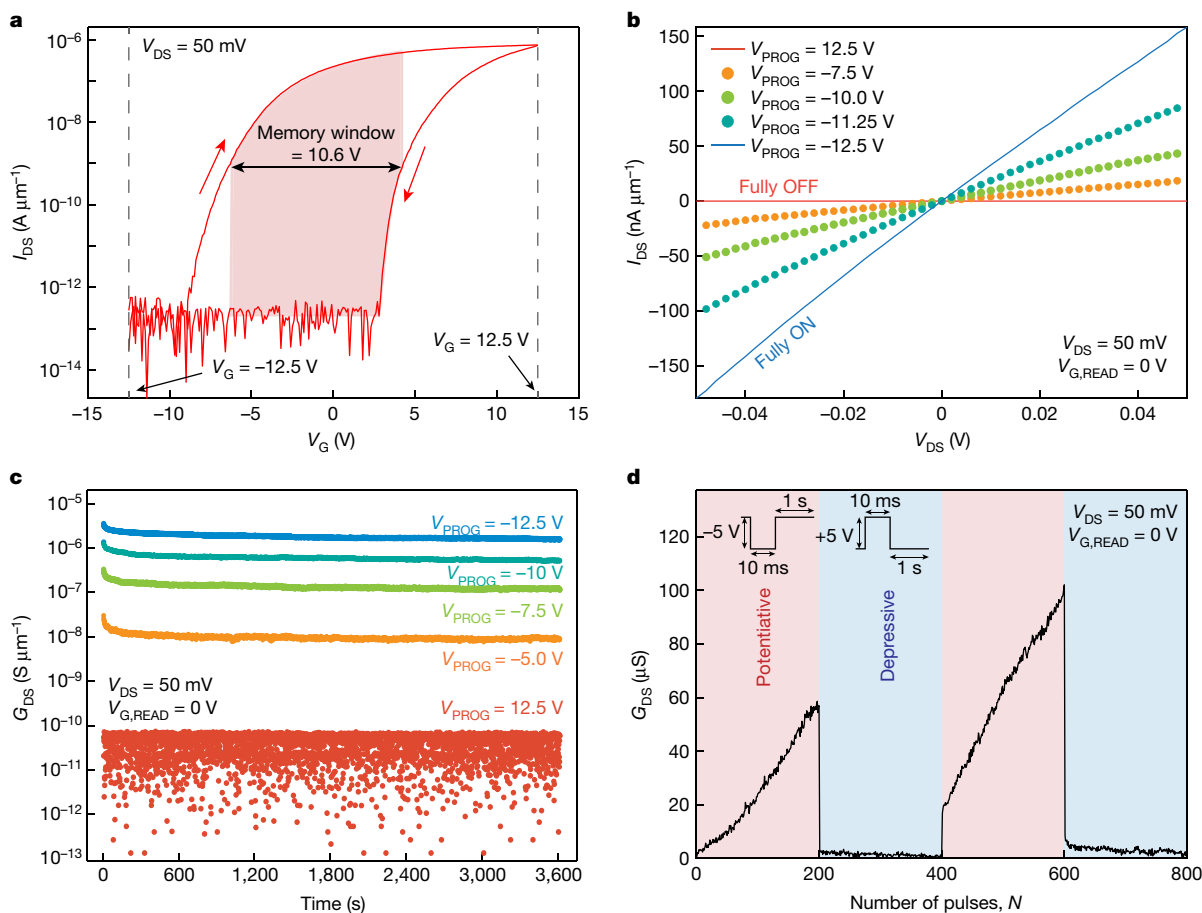 a
V_DS = 50 mV
Memory window
= 10.6 V
V_G = −12.5 V
V_G = 12.5 V
10⁻⁶
10⁻⁸
10⁻¹⁰
10⁻¹²
10⁻¹⁴
I_DS (A μm⁻¹)
−15 −10 −5 0 5 10 15
V_G (V)
b
V_PROG = 12.5 V
V_PROG = −7.5 V
V_PROG = −10.0 V
V_PROG = −11.25 V
V_PROG = −12.5 V
Fully OFF
Fully ON
V_DS = 50 mV
V_G,READ = 0 V
150
100
50
0
−50
−100
−150
I_DS (nA μm⁻¹)
−0.04 −0.02 0 0.02 0.04
V_DS (V)
c
V_PROG = −12.5 V
V_PROG = −10 V
V_PROG = −7.5 V
V_PROG = −5.0 V
V_DS = 50 mV
V_G,READ = 0 V
V_PROG = 12.5 V
10⁻⁵
10⁻⁶
10⁻⁷
10⁻⁸
10⁻⁹
10⁻¹⁰
10⁻¹¹
10⁻¹²
10⁻¹³
G_DS (S μm⁻¹)
0 600 1,200 1,800 2,400 3,000 3,600
Time (s)
d
1 s
−5 V
10 ms
10 ms
+5 V
1 s
V_DS = 50 mV
V_G,READ = 0 V
Potentiative
Depressive
120
100
80
60
40
20
0
G_DS (μS)
0 200 400 600 800
Number of pulses, N